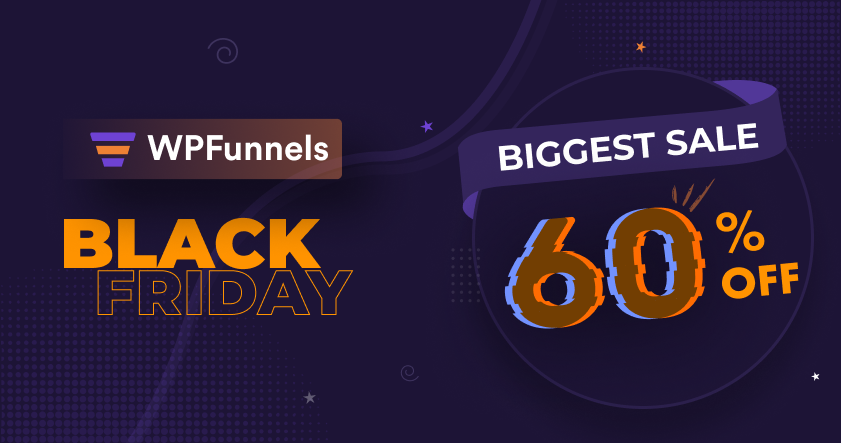 WPFunnels
BLACK
FRIDAY
BIGGEST SALE
60%
OFF